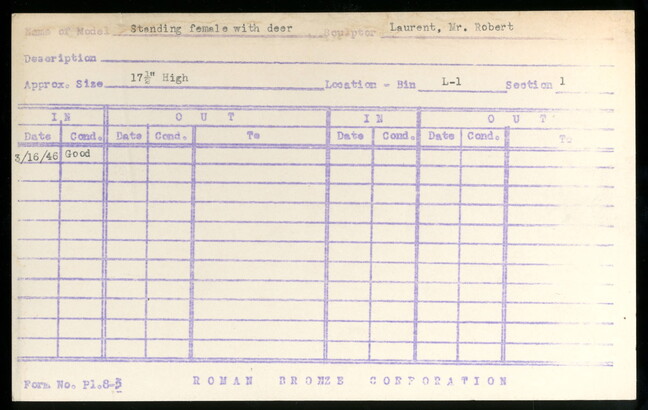 Name of Model Standing female with deer Sculptor Laurent, Mr. Robert
Description
Approx. Size 17½" High Location - Bin L-1 Section 1
IN OUT IN OUT
Date Cond. Date Cond. To Date Cond. Date Cond. To
3/16/46 Good
Form No. P1.8-5 ROMAN BRONZE CORPORATION